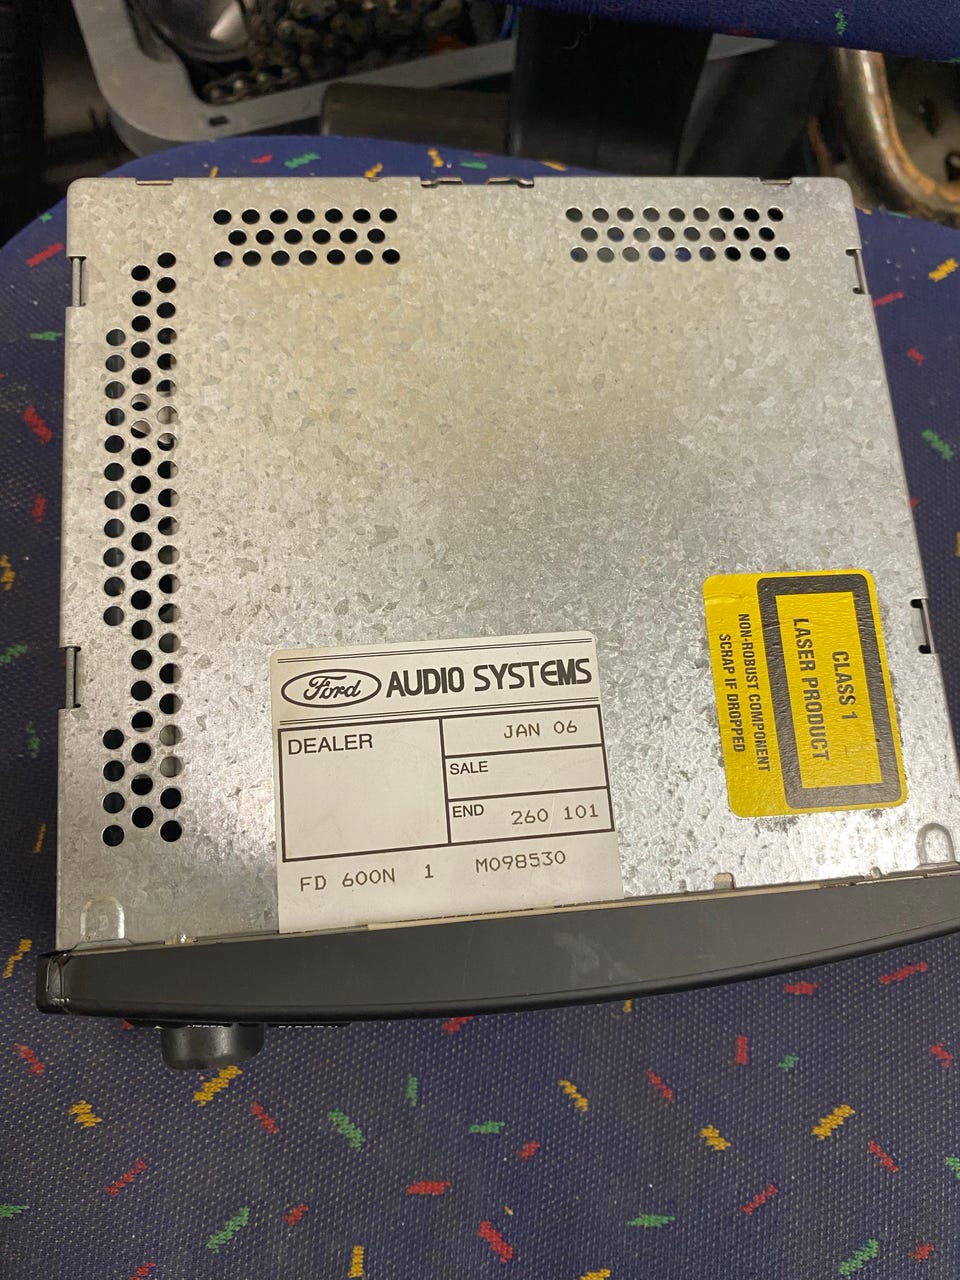 Ford AUDIO SYSTEMS
DEALER
JAN 06
SALE
END 260 101
FD 600N 1 M098530
CLASS 1
LASER PRODUCT
NON-ROBUST COMPONENT
SCRAP IF DROPPED